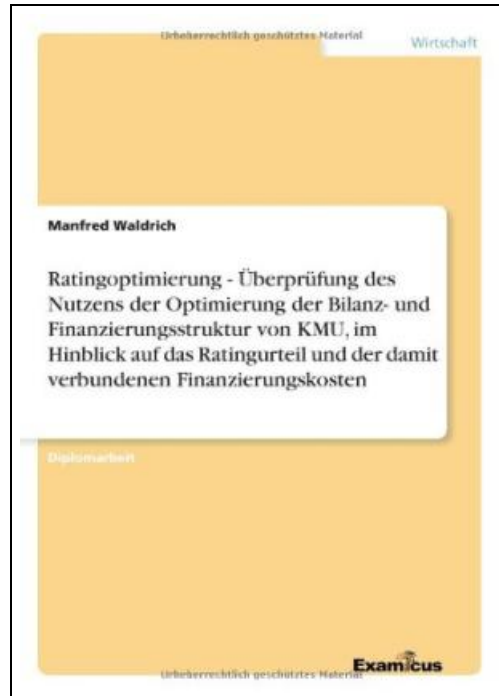 Urheberrechtlich geschütztes Material
Wirtschaft
Manfred Waldrich
Ratingoptimierung - Überprüfung des
Nutzens der Optimierung der Bilanz- und
Finanzierungsstruktur von KMU, im
Hinblick auf das Ratingurteil und der damit
verbundenen Finanzierungskosten
Diplomarbeit
Examicus
Urheberrechtlich geschütztes Material